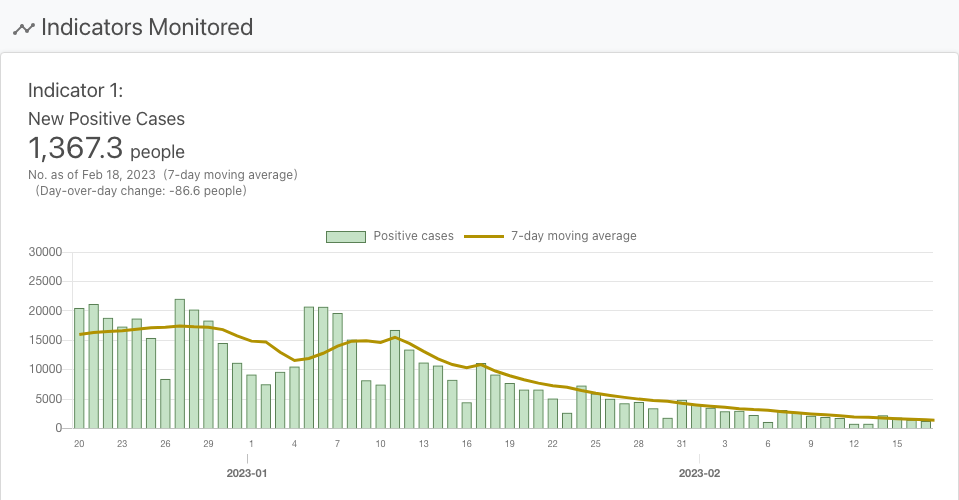 Indicators Monitored
Indicator 1:
New Positive Cases
1,367.3 people
No. as of Feb 18, 2023 (7-day moving average)
(Day-over-day change: -86.6 people)
Positive cases 7-day moving average
30000
25000
20000
15000
10000
5000
0
20 23 26 29 1 4 7 10 13 16 19 22 25 28 31 3 6 9 12 15
2023-01 2023-02